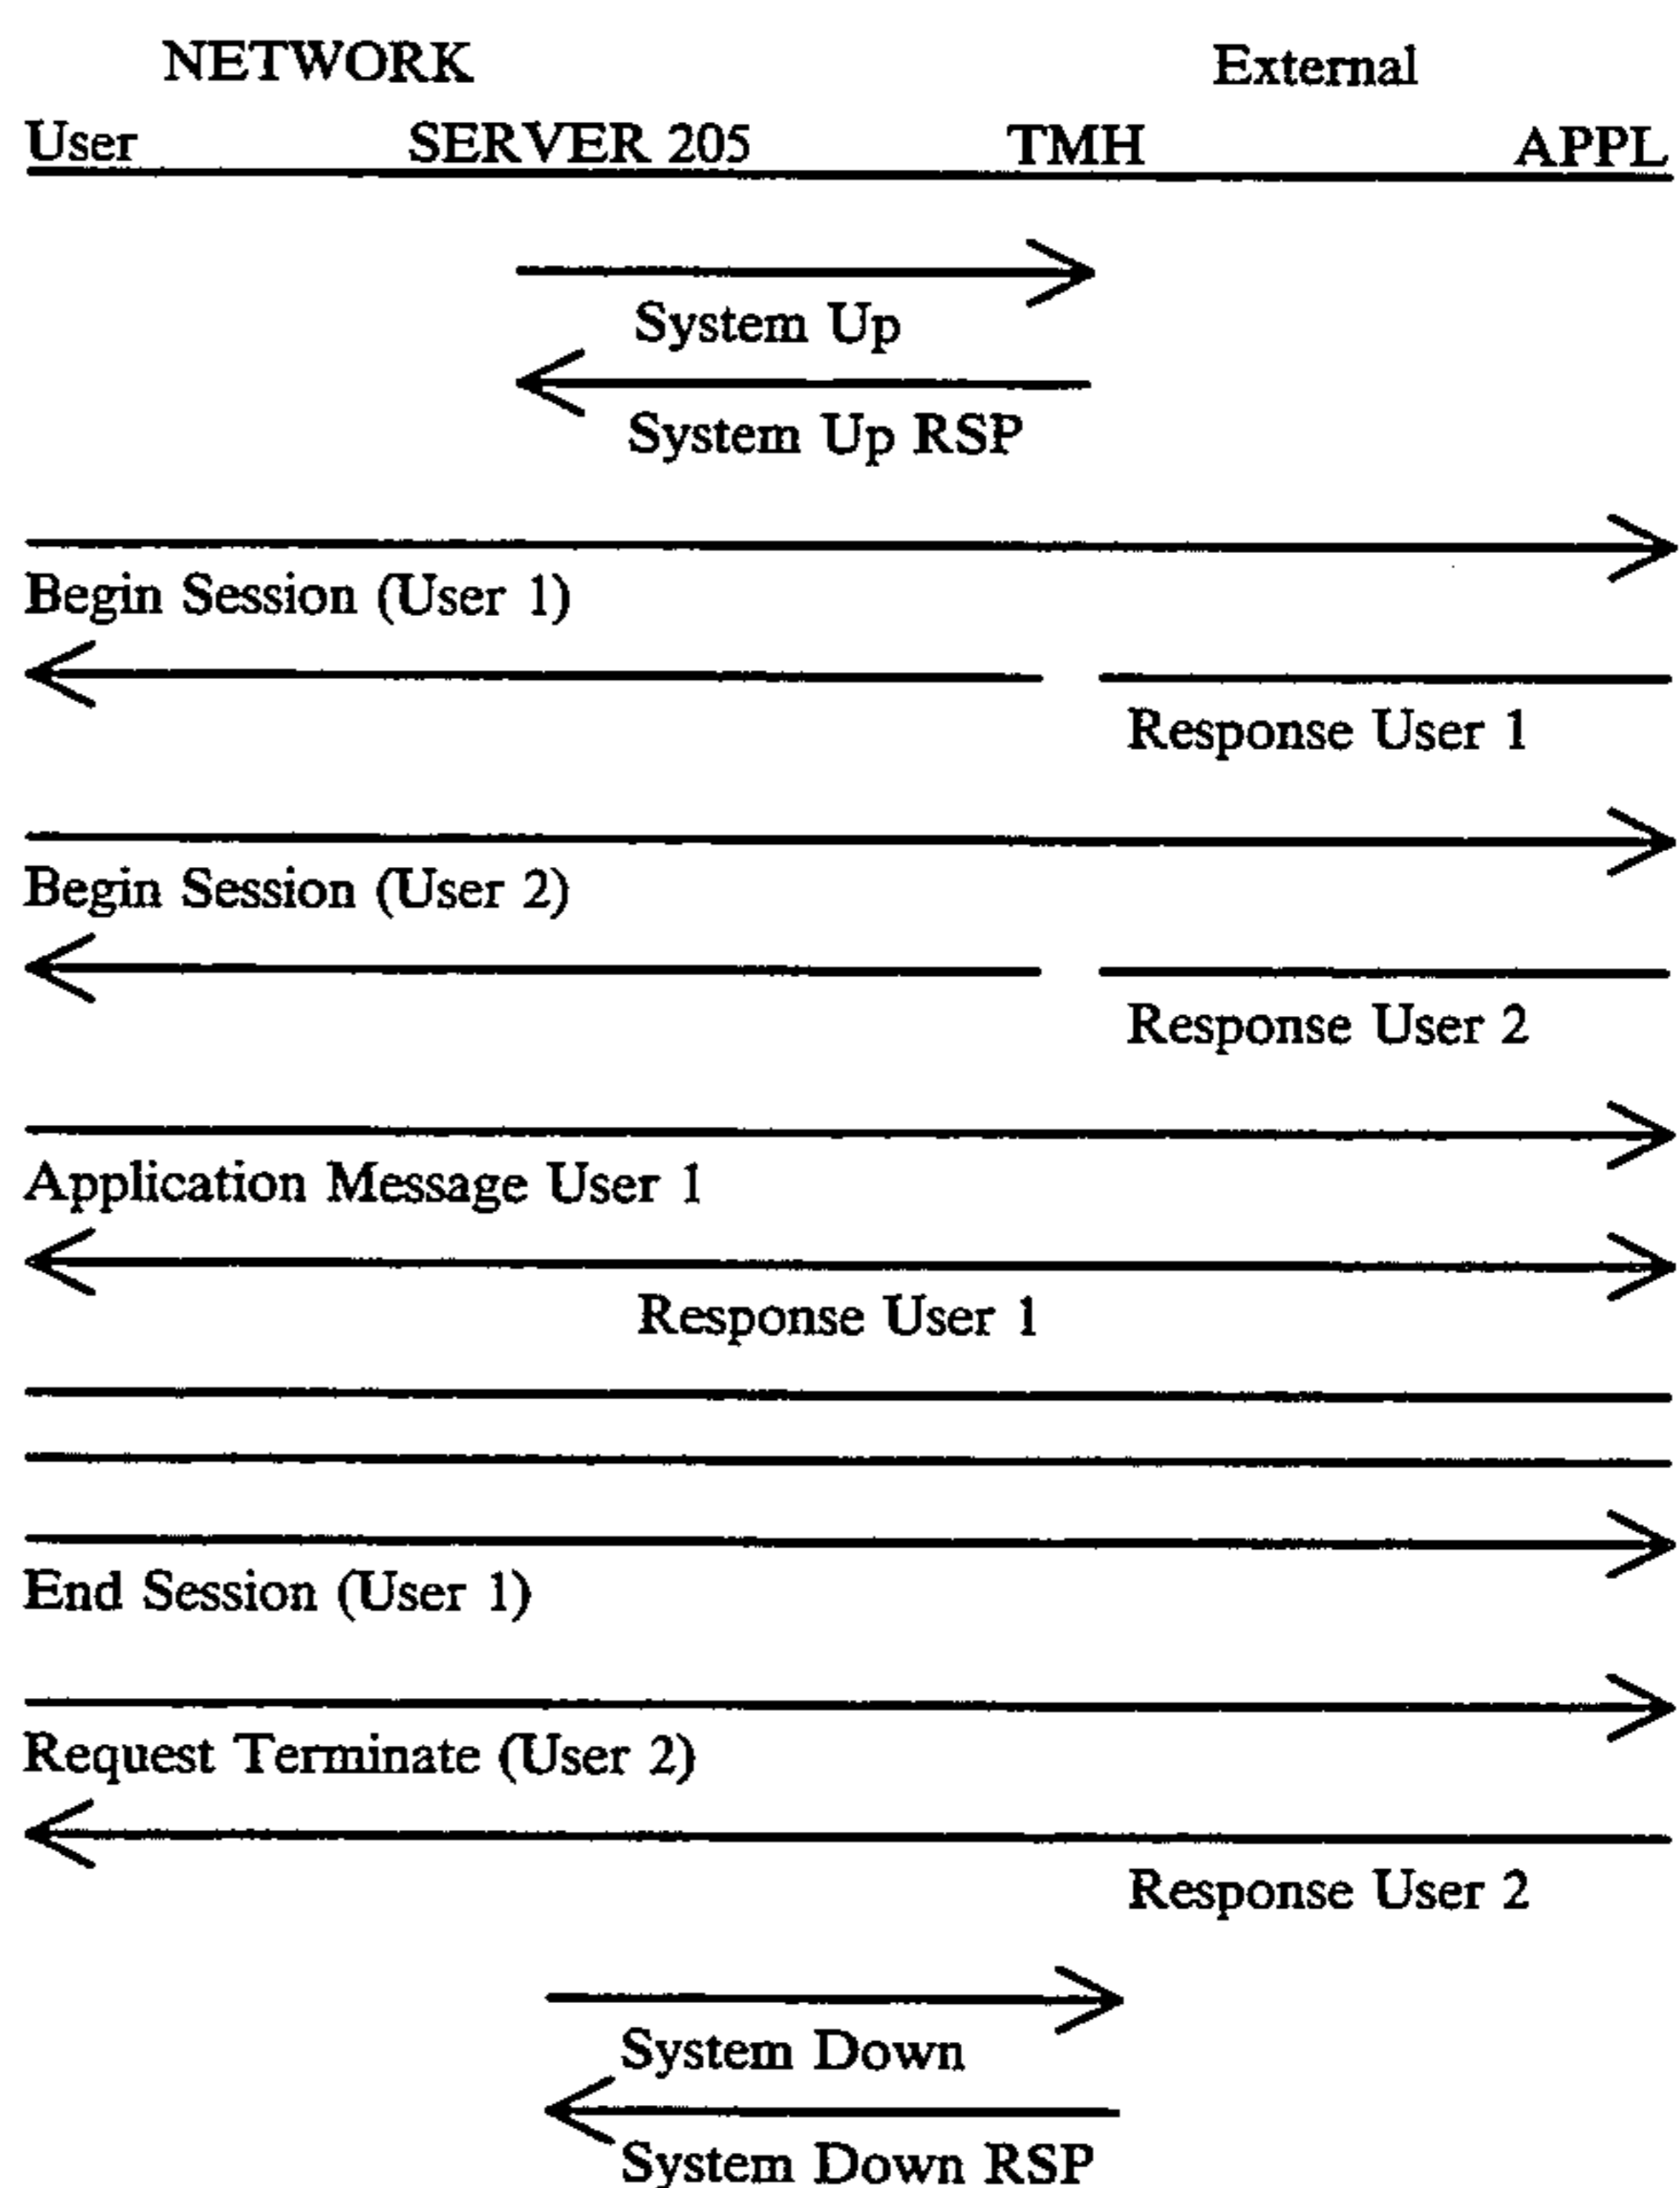 NETWORK External
User SERVER 205 TMH APPL
System Up
System Up RSP
Begin Session (User 1)
Response User 1
Begin Session (User 2)
Response User 2
Application Message User 1
Response User 1
End Session (User 1)
Request Terminate (User 2)
Response User 2
System Down
System Down RSP